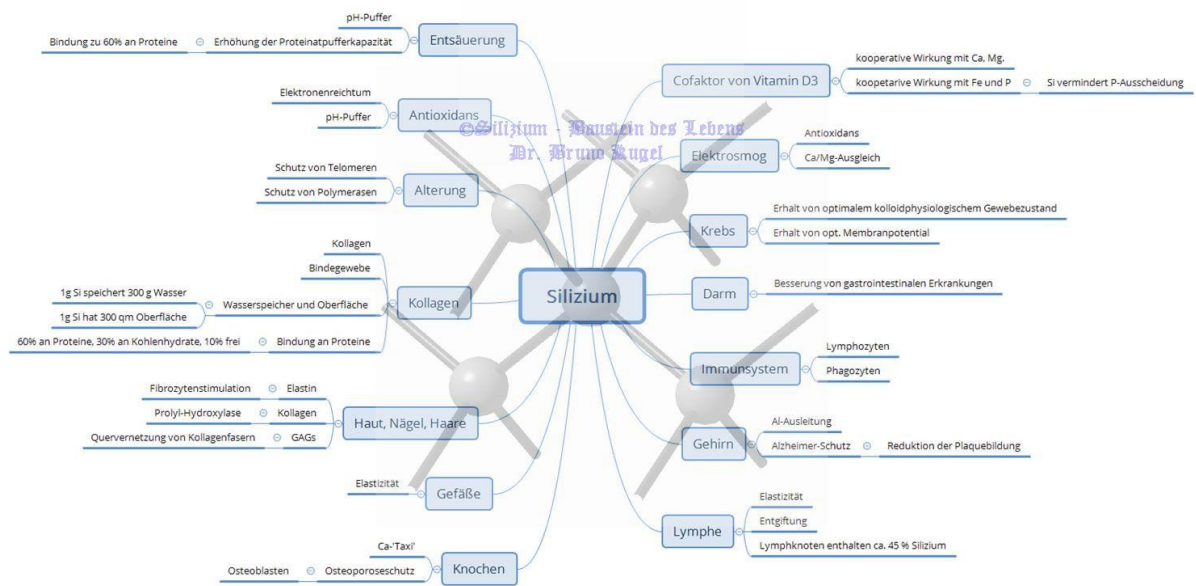 pH-Puffer
Bindung zu 60% an Proteine
Erhöhung der Proteinatpufferkapazität
Entsäuerung
Elektronenreichtum
pH-Puffer
Antioxidans
Schutz von Telomeren
Schutz von Polymerasen
Alterung
Kollagen
Bindegewebe
1g Si speichert 300 g Wasser
1g Si hat 300 qm Oberfläche
Wasserspeicher und Oberfläche
60% an Proteine, 30% an Kohlenhydrate, 10% frei
Bindung an Proteine
Kollagen
Fibrozytenstimulation
Elastin
Prolyl-Hydroxylase
Kollagen
Quervernetzung von Kollagenfasern
GAGs
Haut, Nägel, Haare
Elastizität
Gefäße
Ca-'Taxi'
Osteoblasten
Osteoporoseschutz
Knochen
©Silizium - Baustein des Lebens
Dr. Bruno Kugel
Silizium
Cofaktor von Vitamin D3
kooperative Wirkung mit Ca, Mg.
koopetarive Wirkung mit Fe und P
Si vermindert P-Ausscheidung
Elektrosmog
Antioxidans
Ca/Mg-Ausgleich
Krebs
Erhalt von optimalem kolloidphysiologischem Gewebezustand
Erhalt von opt. Membranpotential
Darm
Besserung von gastrointestinalen Erkrankungen
Immunsystem
Lymphozyten
Phagozyten
Gehirn
Al-Ausleitung
Alzheimer-Schutz
Reduktion der Plaquebildung
Lymphe
Elastizität
Entgiftung
Lymphknoten enthalten ca. 45 % Silizium